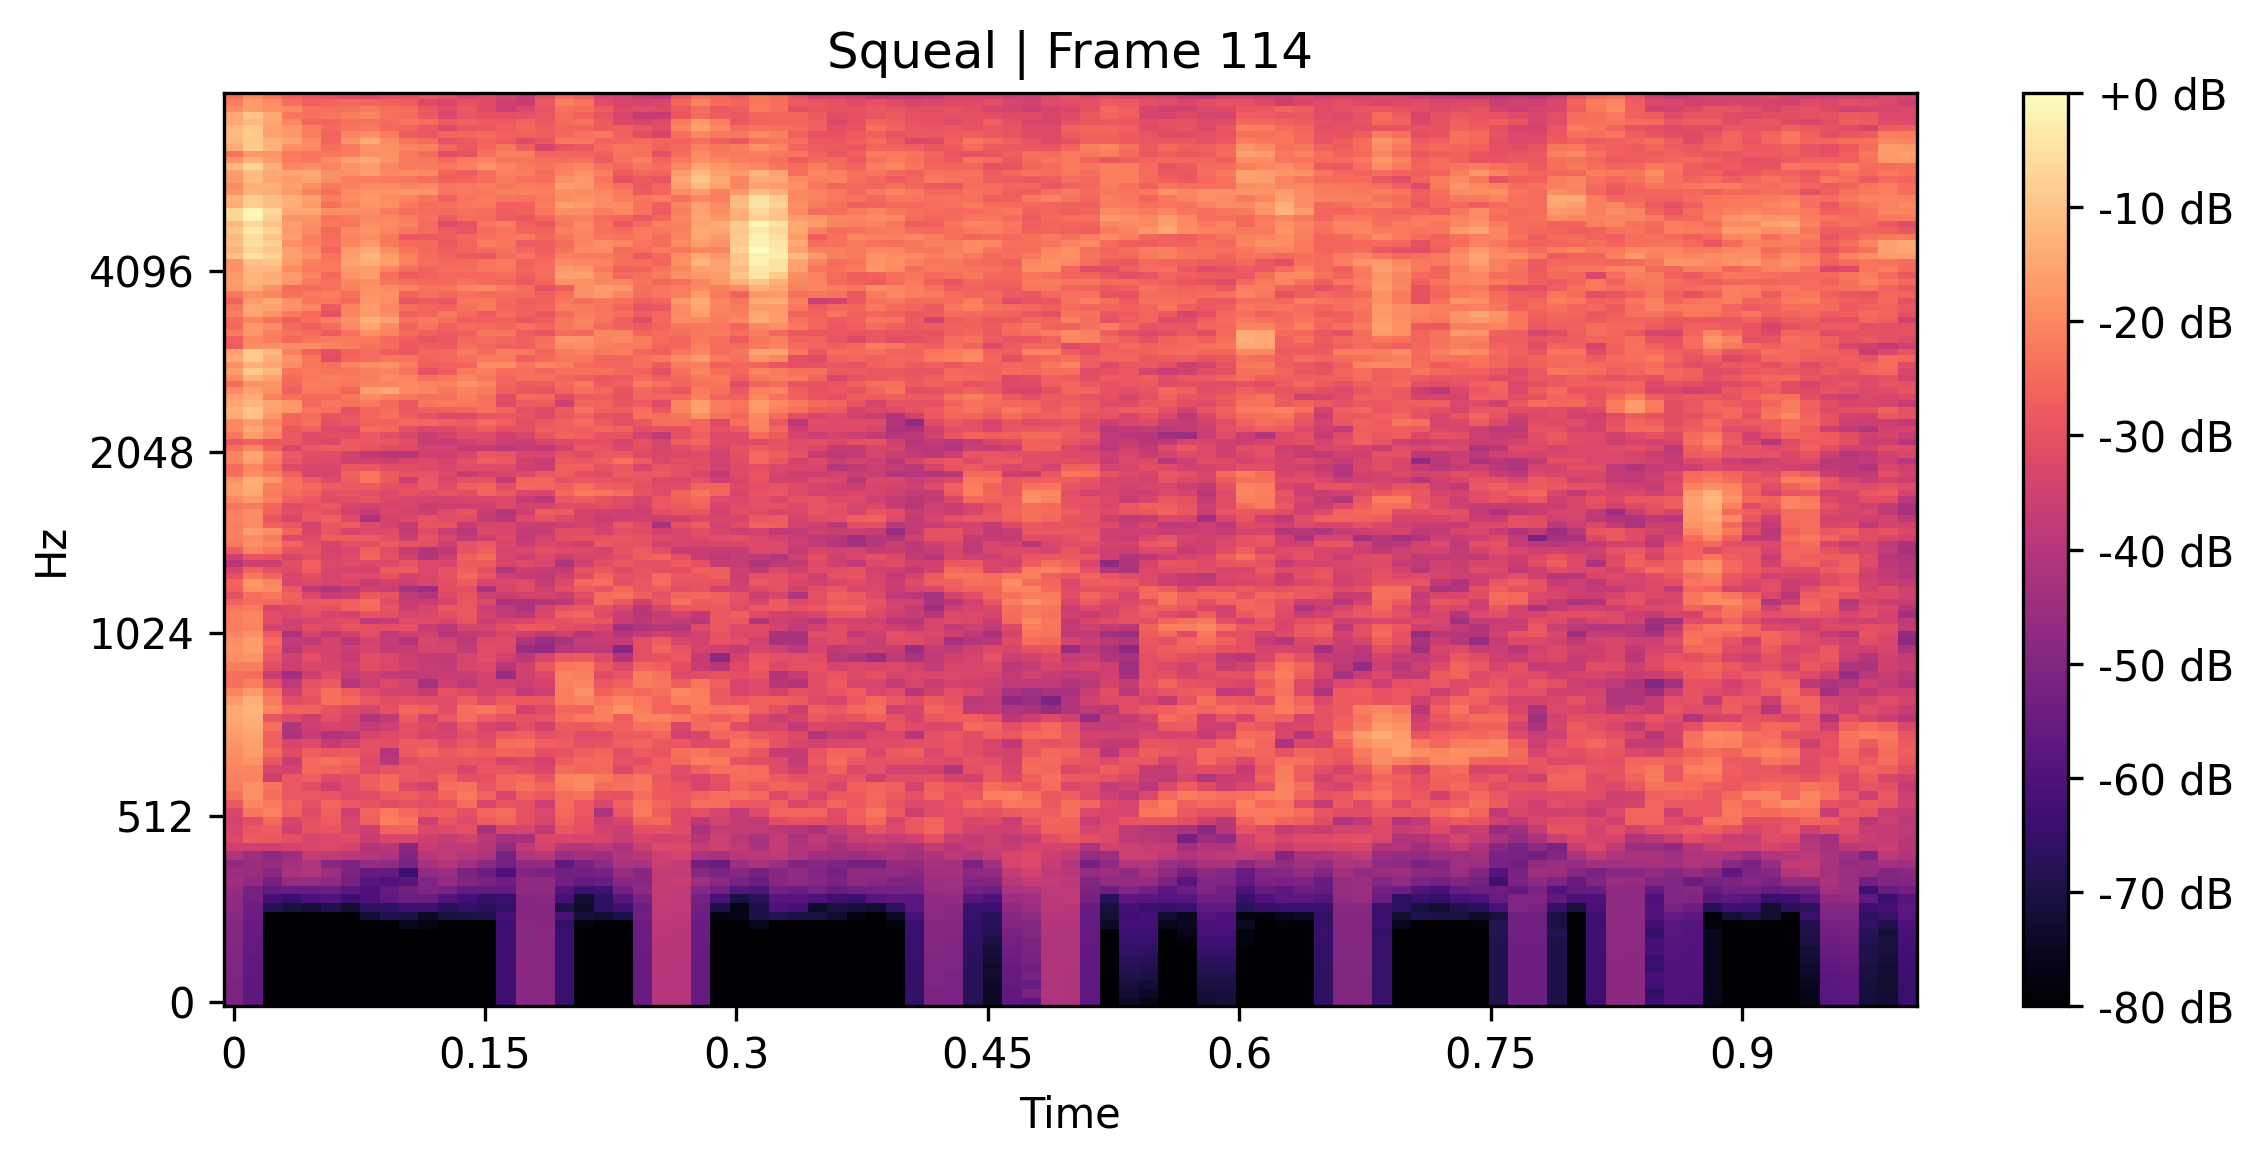 Squeal | Frame 114
+0 dB
-10 dB
-20 dB
-30 dB
-40 dB
-50 dB
-60 dB
-70 dB
-80 dB
Hz
4096
2048
1024
512
0
0 0.15 0.3 0.45 0.6 0.75 0.9
Time